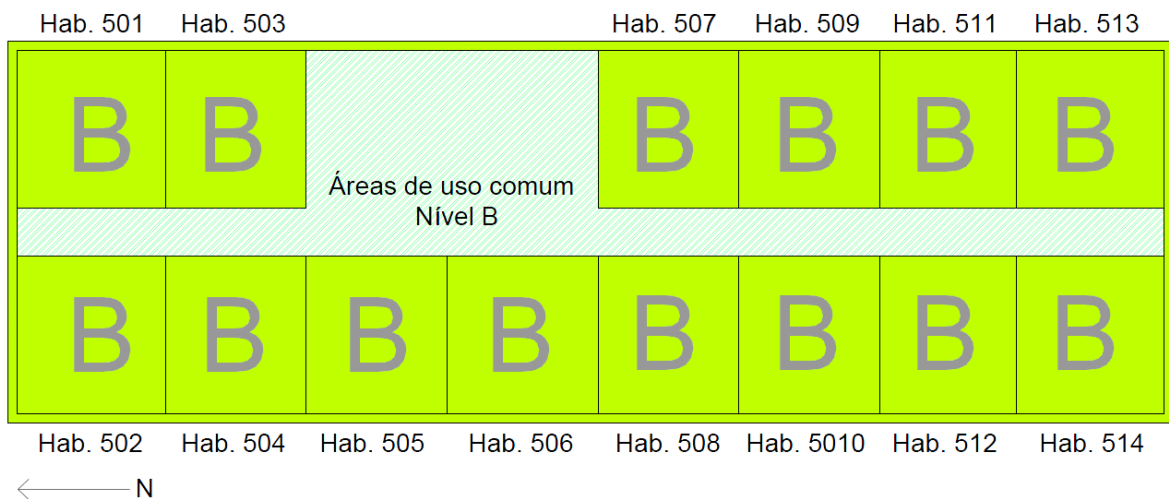 Hab. 501 Hab. 503 Hab. 507 Hab. 509 Hab. 511 Hab. 513
B B B B B B
Áreas de uso comum
Nível B
B B B B B B B B
Hab. 502 Hab. 504 Hab. 505 Hab. 506 Hab. 508 Hab. 5010 Hab. 512 Hab. 514
N